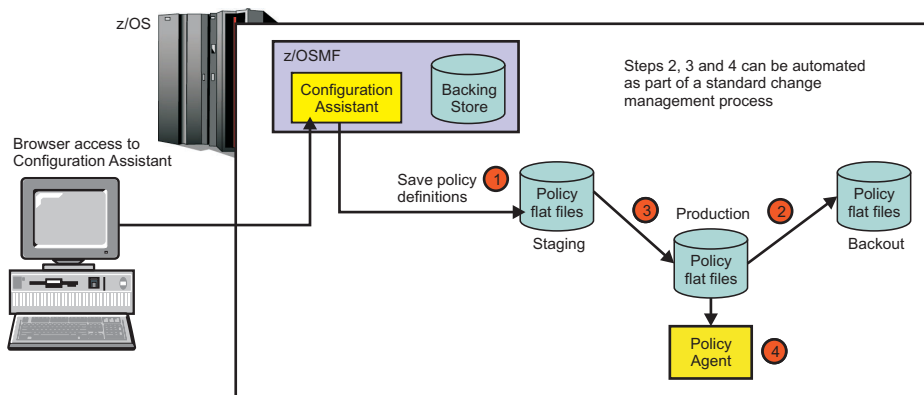 z/OS
z/OSMF
Configuration
Assistant
Backing
Store
Steps 2, 3 and 4 can be automated
as part of a standard change
management process
Browser access to
Configuration Assistant
Save policy
definitions
1
Policy
flat files
Staging
3
Production
Policy
flat files
2
Policy
flat files
Backout
Policy
Agent
4